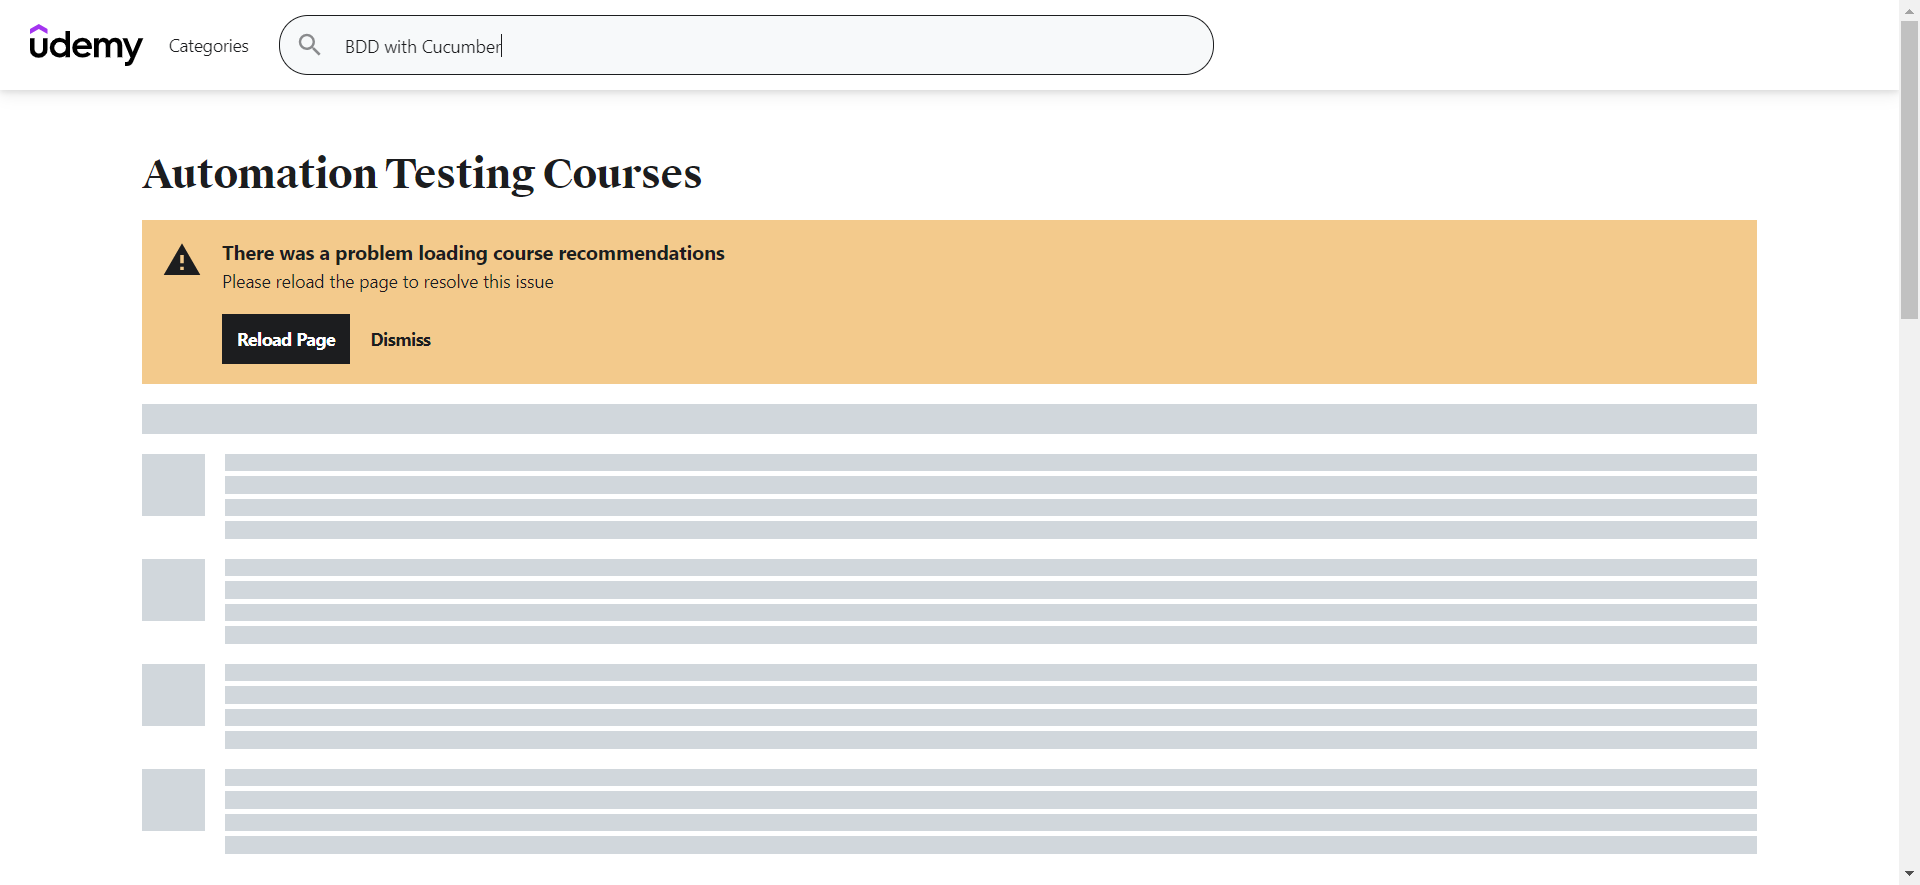 udemy
Categories
BDD with Cucumber
Automation Testing Courses
There was a problem loading course recommendations
Please reload the page to resolve this issue
Reload Page
Dismiss